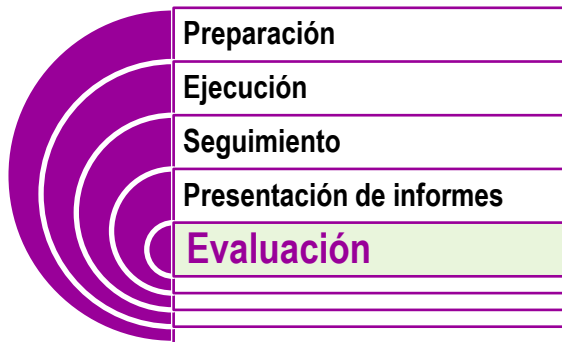 Preparación
Ejecución
Seguimiento
Presentación de informes
Evaluación